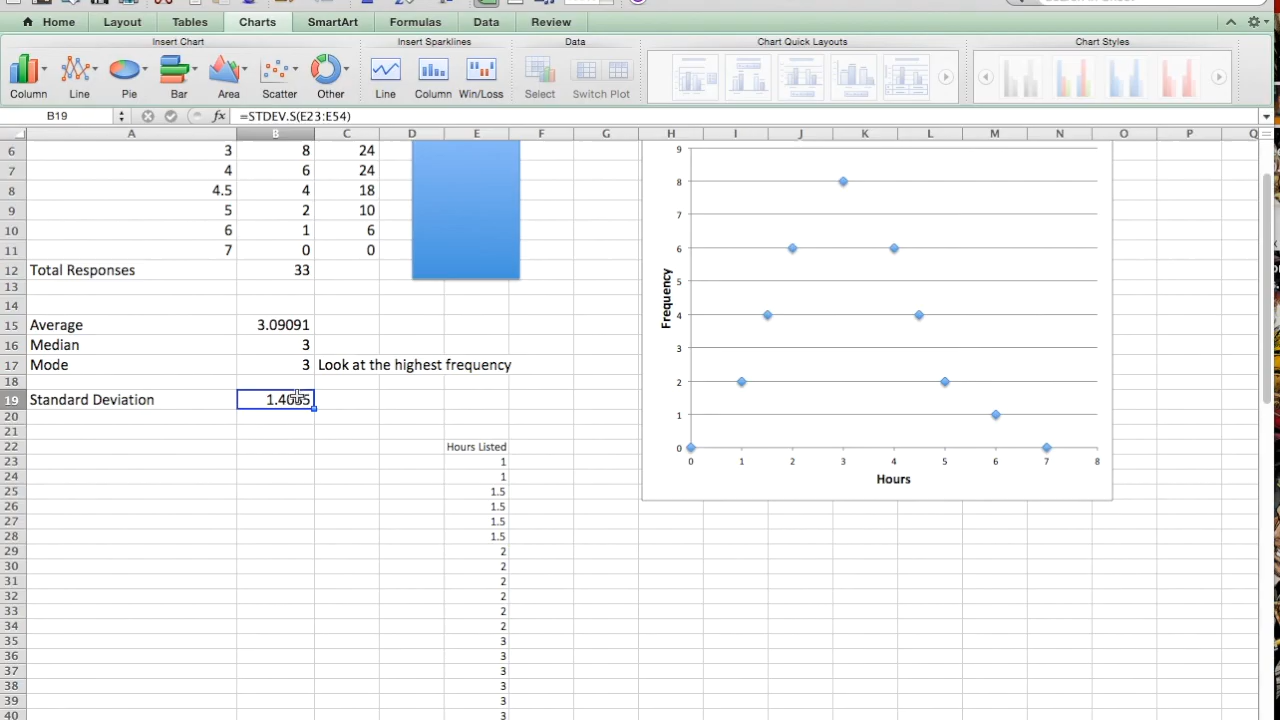 Home Layout Tables Charts SmartArt Formulas Data Review
Insert Chart Insert Sparklines Data Chart Quick Layouts Chart Styles
Column Line Pie Bar Area Scatter Other Line Column Win/Loss Select Switch Plot
B19 fx =STDEV.S(E23:E54)
A B C D E F G H I J K L M N O P Q
6 3 8 24
7 4 6 24
8 4.5 4 18
9 5 2 10
10 6 1 6
11 7 0 0
12 Total Responses 33
13
14
15 Average 3.09091
16 Median 3
17 Mode 3 Look at the highest frequency
18
19 Standard Deviation
20
21
22 Hours Listed
23 1
24 1
25 1.5
26 1.5
27 1.5
28 1.5
29 2
30 2
31 2
32 2
33 2
34 2
35 3
36 3
37 3
38 3
39 3
40 3
9
8
7
6
5
4
3
2
1
0
Frequency
0 1 2 3 4 5 6 7 8
Hours